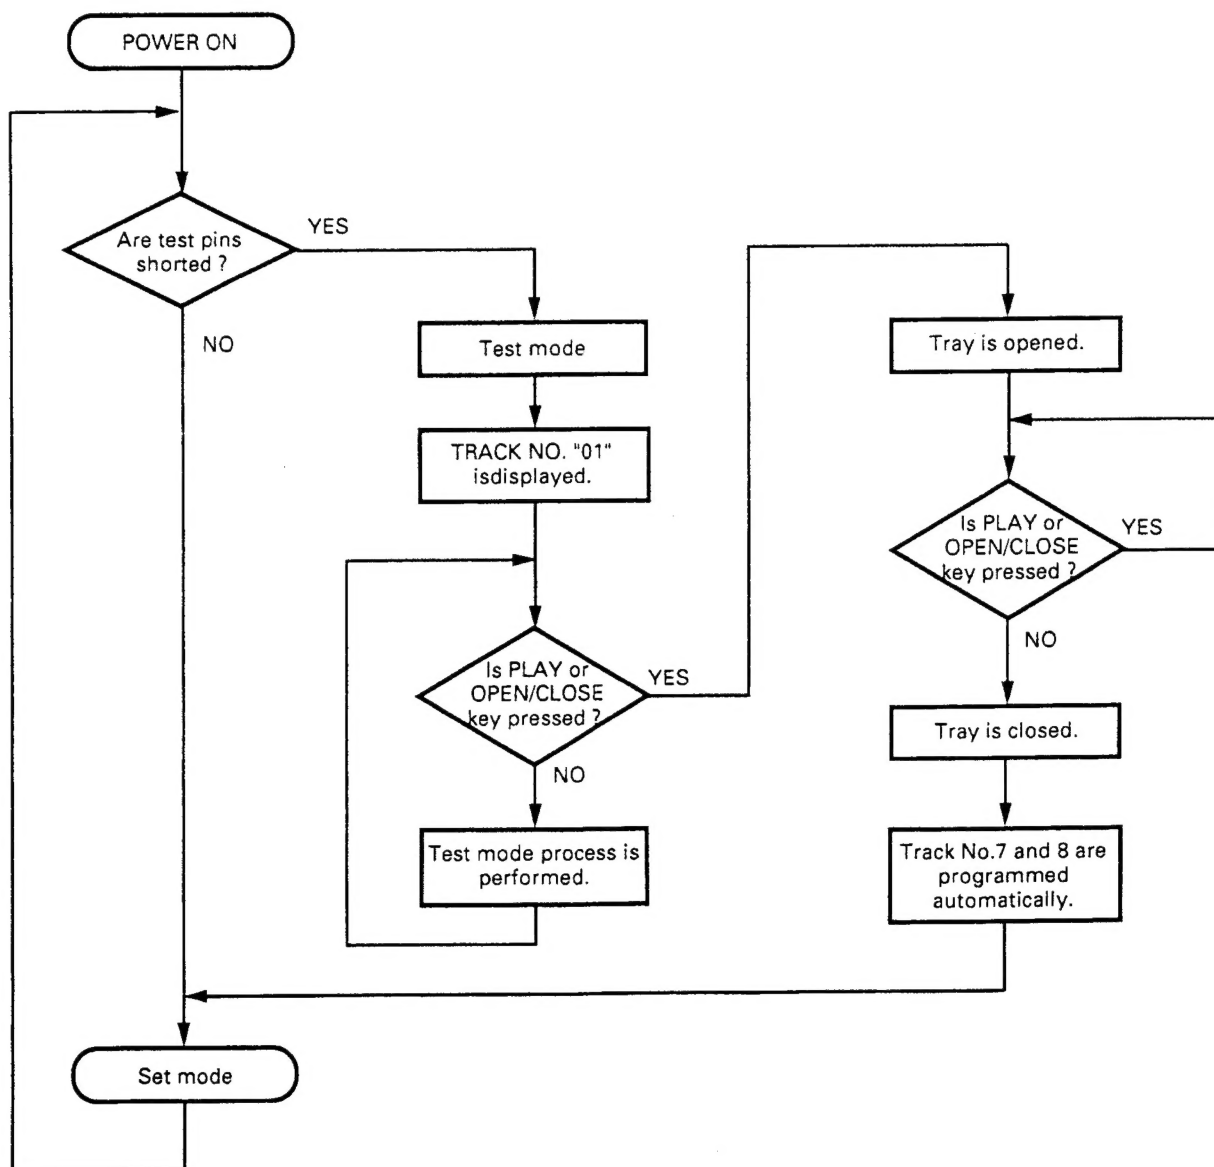 POWER ON
Are test pins
shorted ?
YES
NO
Test mode
TRACK NO. "01"
isdisplayed.
Is PLAY or
OPEN/CLOSE
key pressed ?
YES
NO
Test mode process is
performed.
Tray is opened.
Is PLAY or
OPEN/CLOSE
key pressed ?
YES
NO
Tray is closed.
Track No.7 and 8 are
programmed
automatically.
Set mode